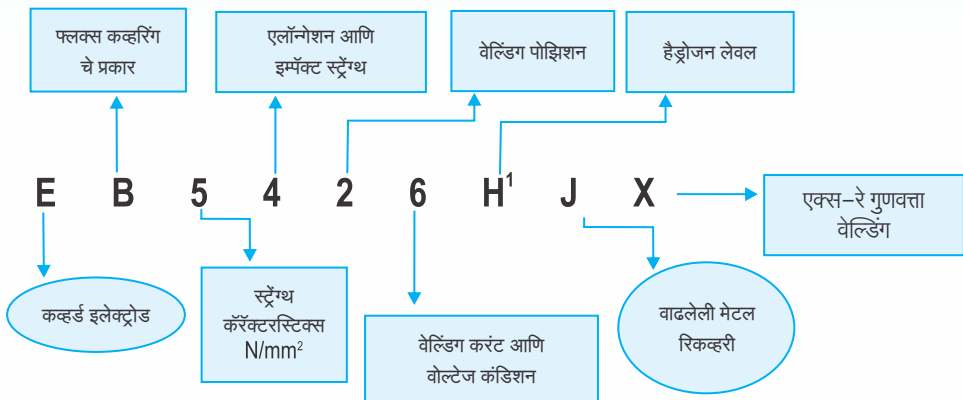 फ्लक्स कव्हरिंग
चे प्रकार
एलॉन्गेशन आणि
इम्पॅक्ट स्ट्रेंग्थ
वेल्डिंग पोझिशन
हैड्रोजन लेवल
E B 5 4 2 6 H¹ J X
एक्स–रे गुणवत्ता
वेल्डिंग
कव्हर्ड इलेक्ट्रोड
स्ट्रेंग्थ
कॅरॅक्टरस्टिक्स
N/mm²
वेल्डिंग करंट आणि
वोल्टेज कंडिशन
वाढलेली मेटल
रिकव्हरी